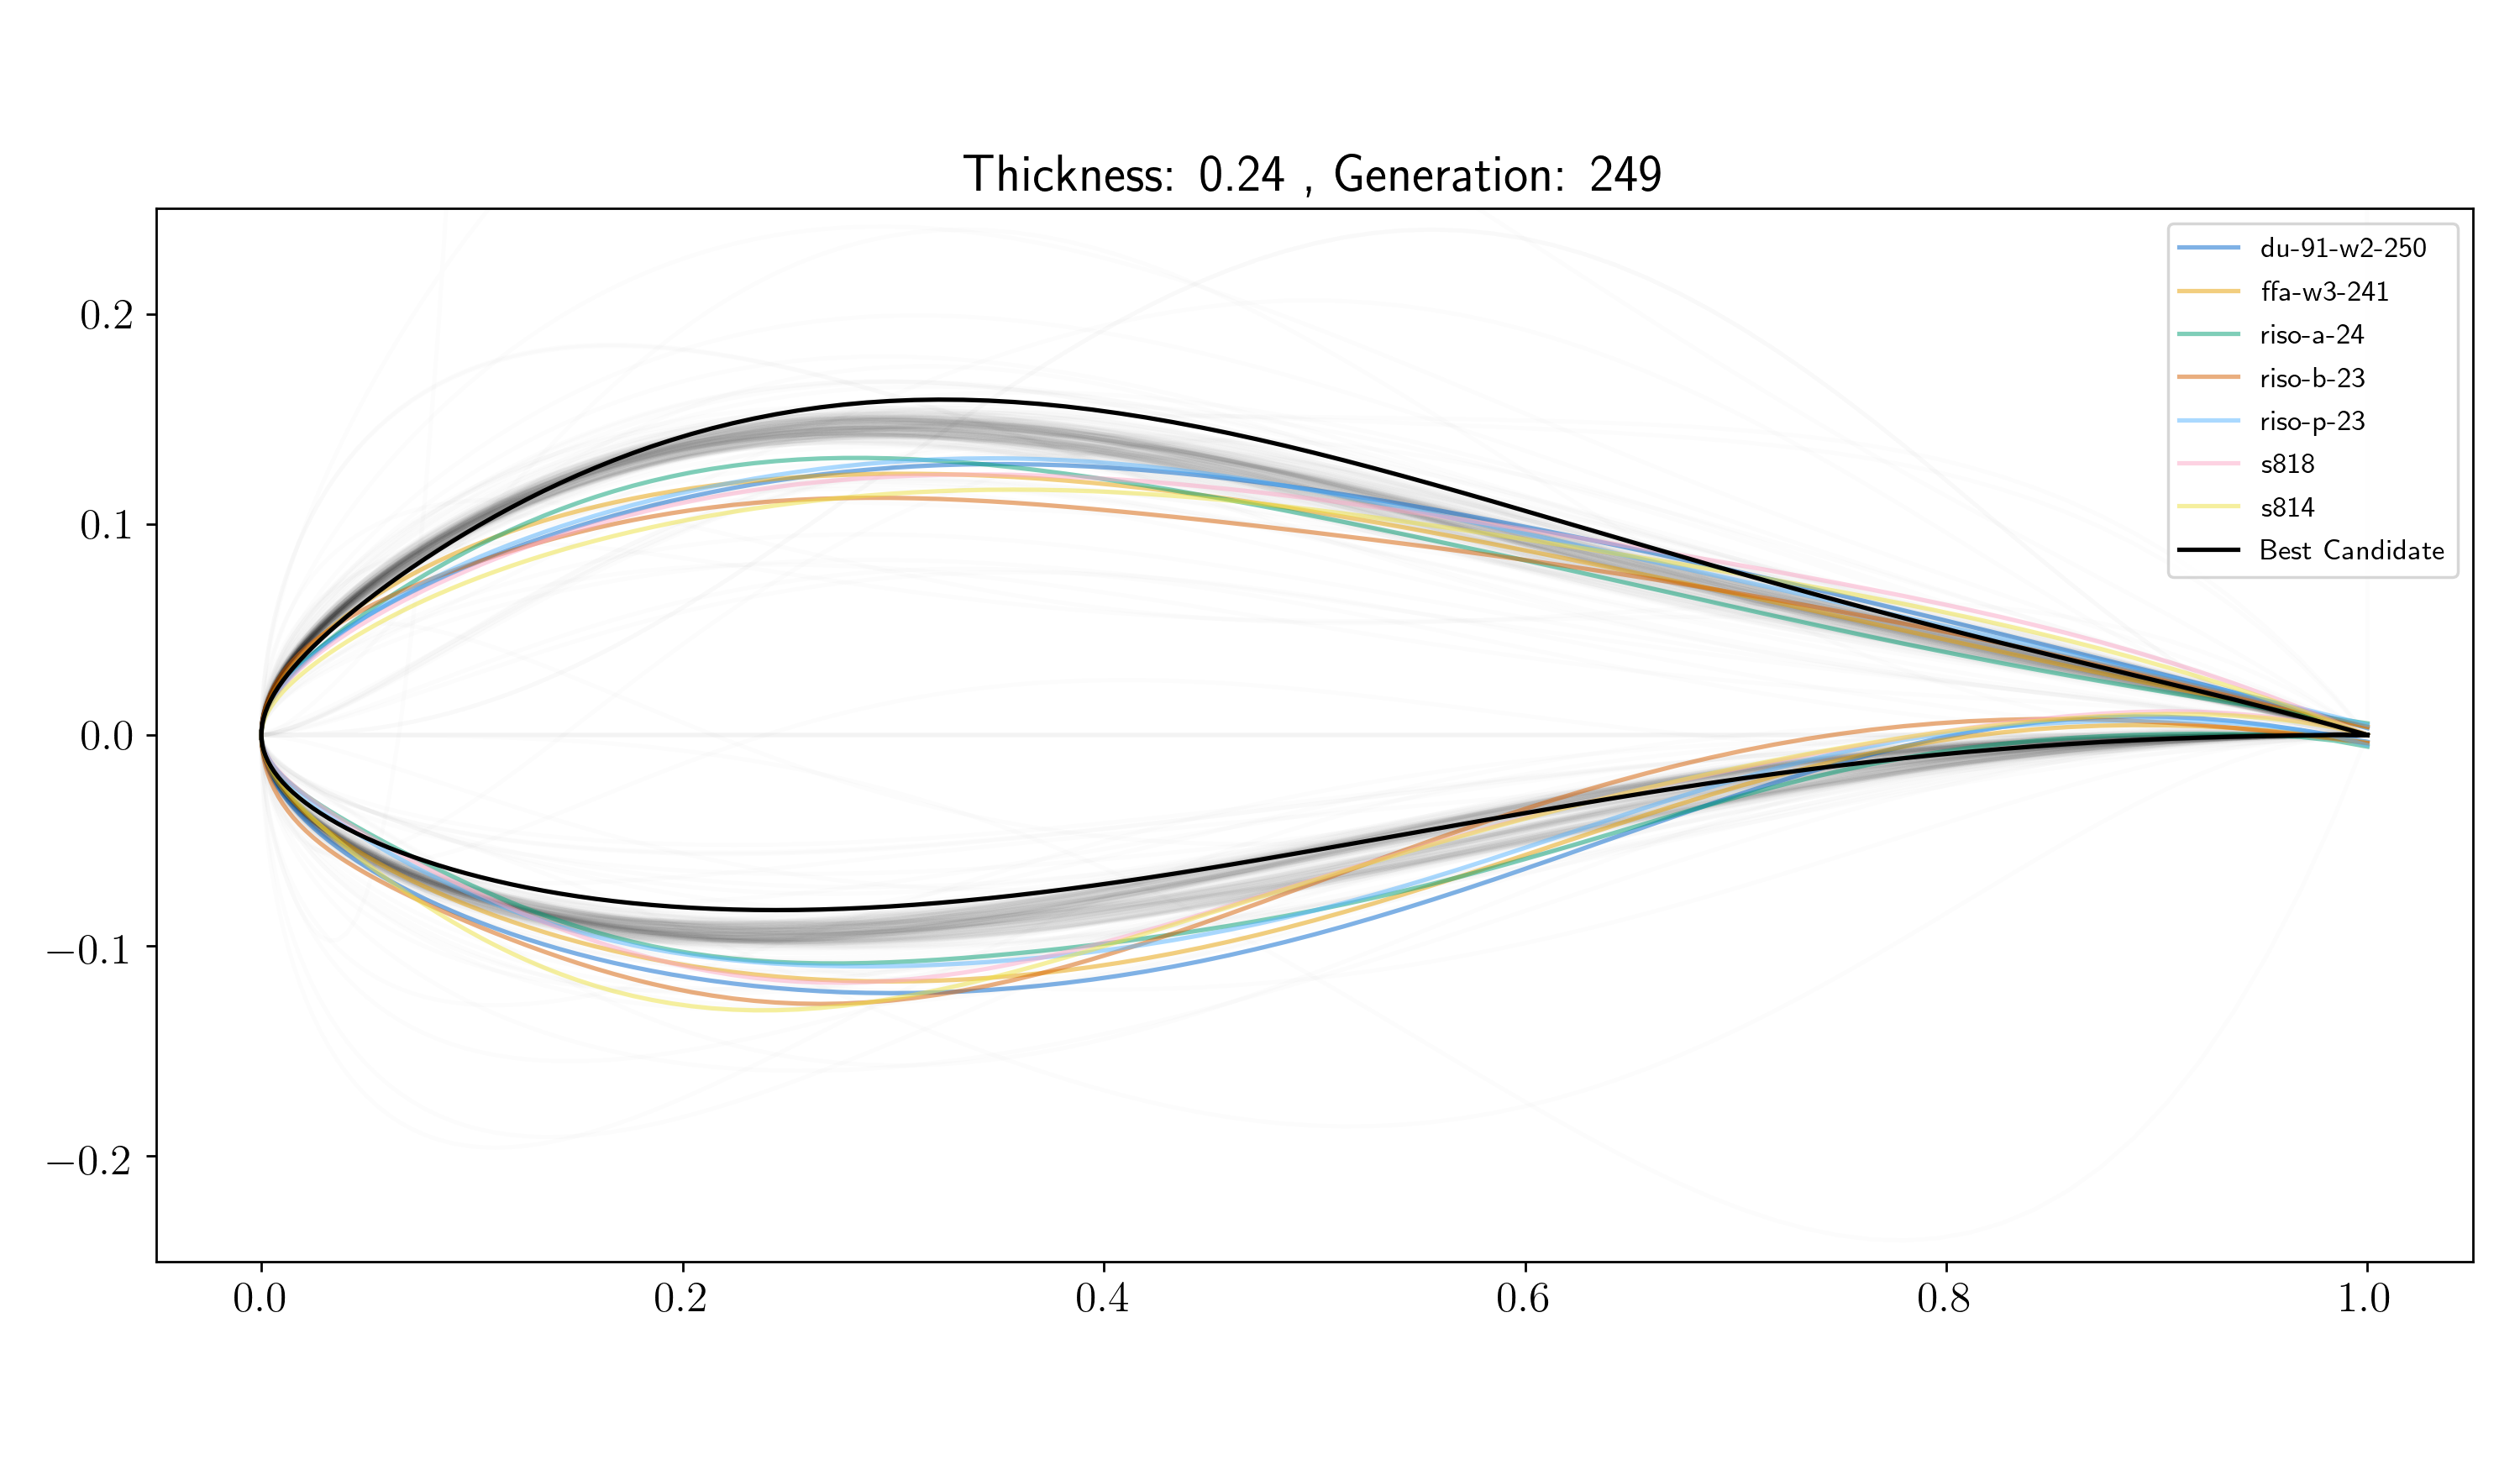 Thickness: 0.24 , Generation: 249
du-91-w2-250
ffa-w3-241
riso-a-24
riso-b-23
riso-p-23
s818
s814
Best Candidate
0.2
0.1
0.0
−0.1
−0.2
0.0 0.2 0.4 0.6 0.8 1.0